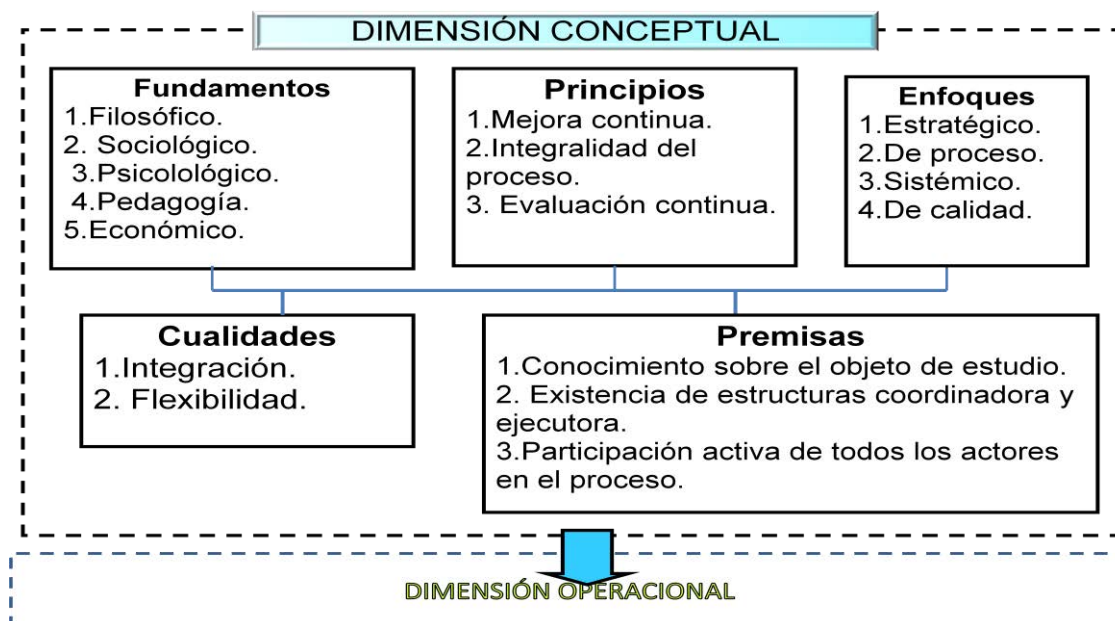 DIMENSIÓN CONCEPTUAL
Fundamentos
1.Filosófico.
2. Sociológico.
3.Psicolológico.
4.Pedagogía.
5.Económico.
Principios
1.Mejora continua.
2.Integralidad del
proceso.
3. Evaluación continua.
Enfoques
1.Estratégico.
2.De proceso.
3.Sistémico.
4.De calidad.
Cualidades
1.Integración.
2. Flexibilidad.
Premisas
1.Conocimiento sobre el objeto de estudio.
2. Existencia de estructuras coordinadora y
ejecutora.
3.Participación activa de todos los actores
en el proceso.
DIMENSIÓN OPERACIONAL